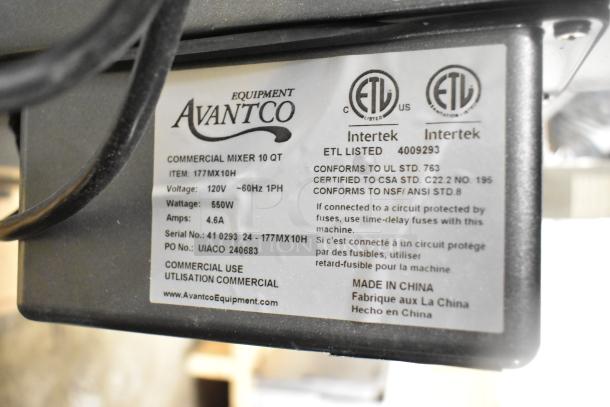 EQUIPMENT
AVANTCO
COMMERCIAL MIXER 10 QT
ITEM: 177MX10H
Voltage: 120V ~60Hz 1PH
Wattage: 550W
Amps: 4.6A
Serial No.: 41 0293 24 - 177MX10H
PO No.: UIACO 240683
COMMERCIAL USE
UTLISATION COMMERCIAL
www.AvantcoEquipment.com
C ETL US
LISTED
Intertek
ETL
SANITATION LISTED
Intertek
ETL LISTED 4009293
CONFORMS TO UL STD. 763
CERTIFIED TO CSA STD. C22.2 NO. 195
CONFORMS TO NSF/ ANSI STD.8
If connected to a circuit protected by
fuses, use time-delay fuses with this
machine.
Si c'est connecté à un circuit protégé
par des fusibles, utiliser
retard-fusible pour la machine
MADE IN CHINA
Fabrique aux La China
Hecho en China